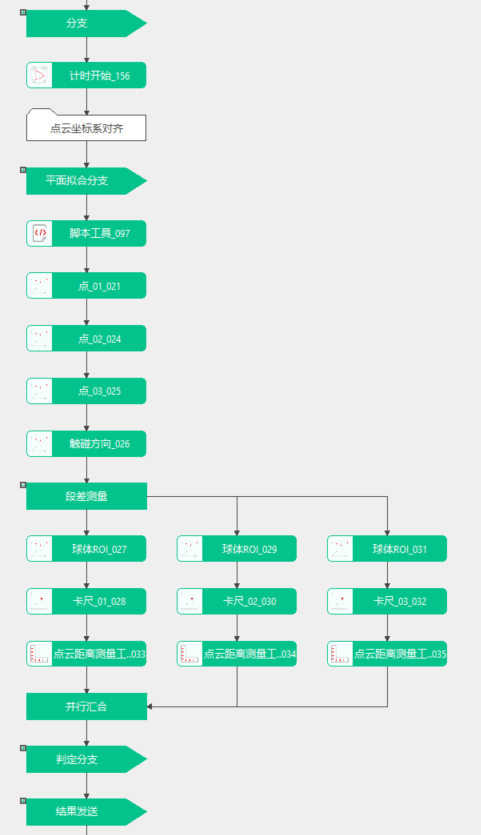 分支
计时开始_156
点云坐标系对齐
平面拟合分支
脚本工具_097
点_01_021
点_02_024
点_03_025
触碰方向_026
段差测量
球体ROI_027
球体ROI_029
球体ROI_031
卡尺_01_028
卡尺_02_030
卡尺_03_032
点云距离测量工..033
点云距离测量工..034
点云距离测量工..035
并行汇合
判定分支
结果发送